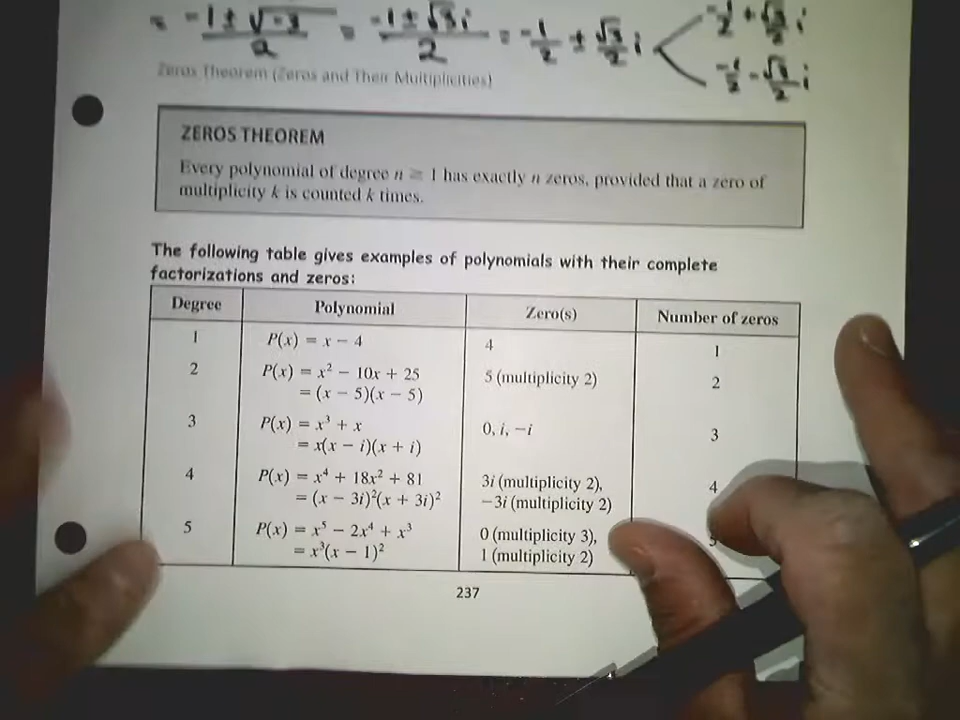 = -1 ± √-3 / 2 = -1 ± √3 i / 2 = -1/2 ± √3/2 i < -1/2 + √3/2 i
-1/2 - √3/2 i
Zeros Theorem (Zeros and Their Multiplicities)
ZEROS THEOREM
Every polynomial of degree n ≥ 1 has exactly n zeros, provided that a zero of
multiplicity k is counted k times.
The following table gives examples of polynomials with their complete
factorizations and zeros:
Degree Polynomial Zero(s) Number of zeros
1 P(x) = x − 4 4 1
2 P(x) = x² − 10x + 25 5 (multiplicity 2) 2
= (x − 5)(x − 5)
3 P(x) = x³ + x 0, i, −i 3
= x(x − i)(x + i)
4 P(x) = x⁴ + 18x² + 81 3i (multiplicity 2), 4
= (x − 3i)²(x + 3i)² −3i (multiplicity 2)
5 P(x) = x⁵ − 2x⁴ + x³ 0 (multiplicity 3), 5
= x³(x − 1)² 1 (multiplicity 2)
237